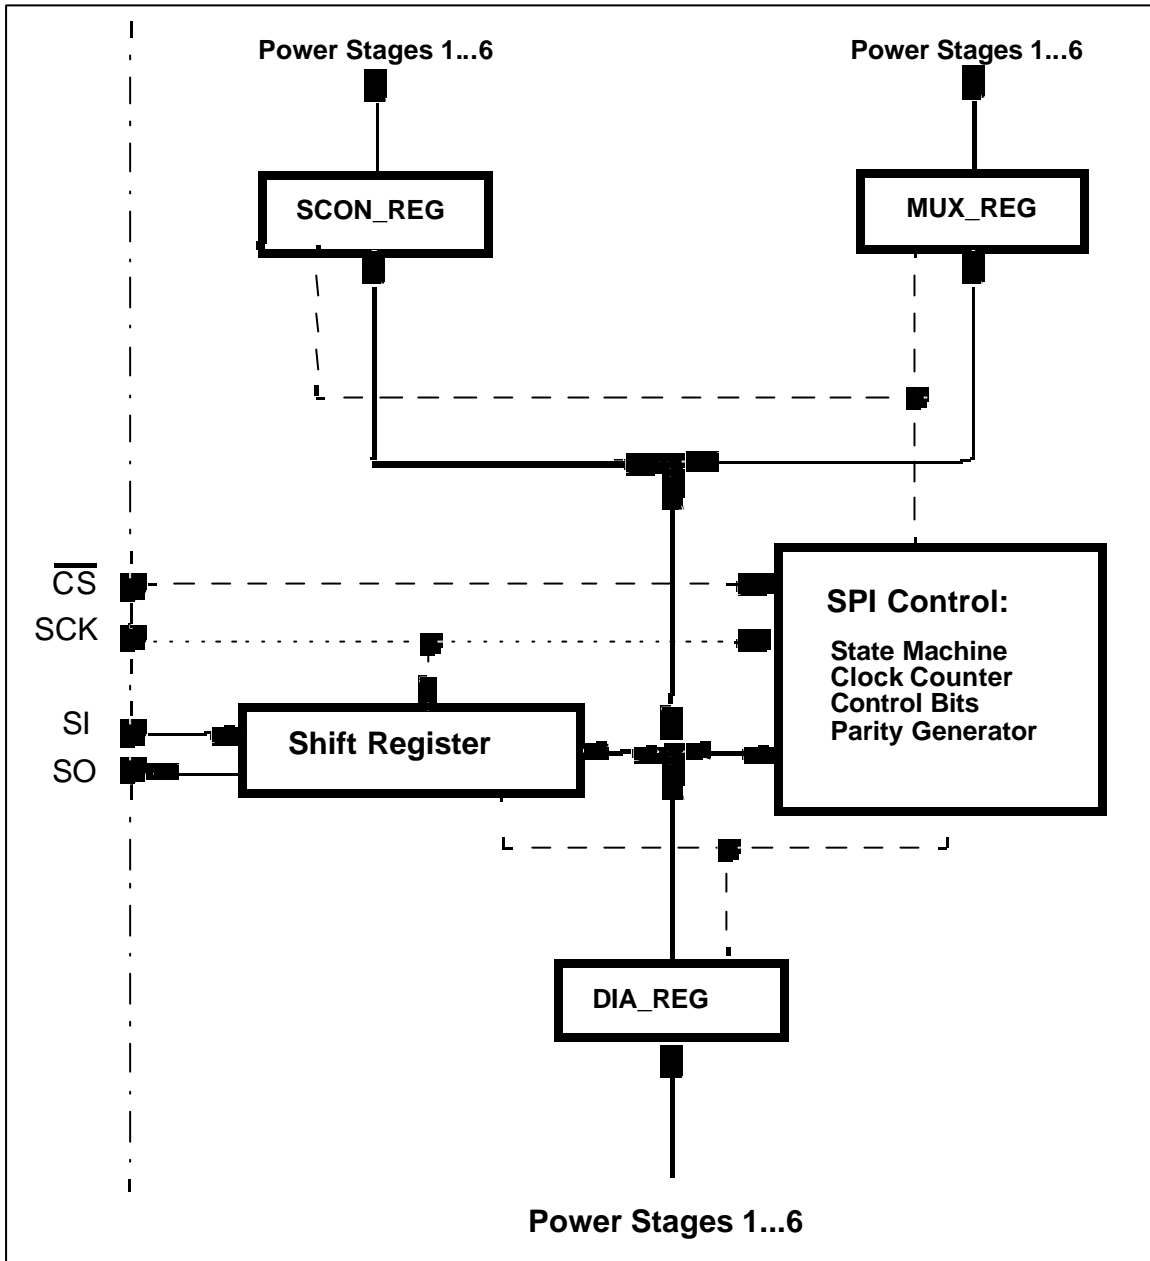 Power Stages 1...6
Power Stages 1...6
SCON_REG
MUX_REG
CS
SPI Control:
SCK
State Machine
Clock Counter
Control Bits
Parity Generator
SI
Shift Register
SO
DIA_REG
Power Stages 1...6